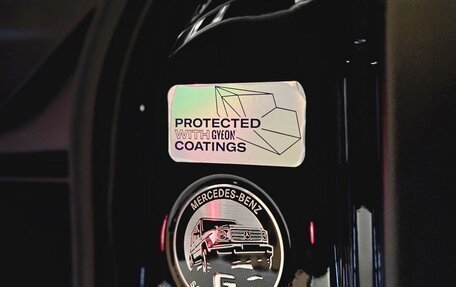 PROTECTED
WITH GYEON
COATINGS
MERCEDES-BENZ
G